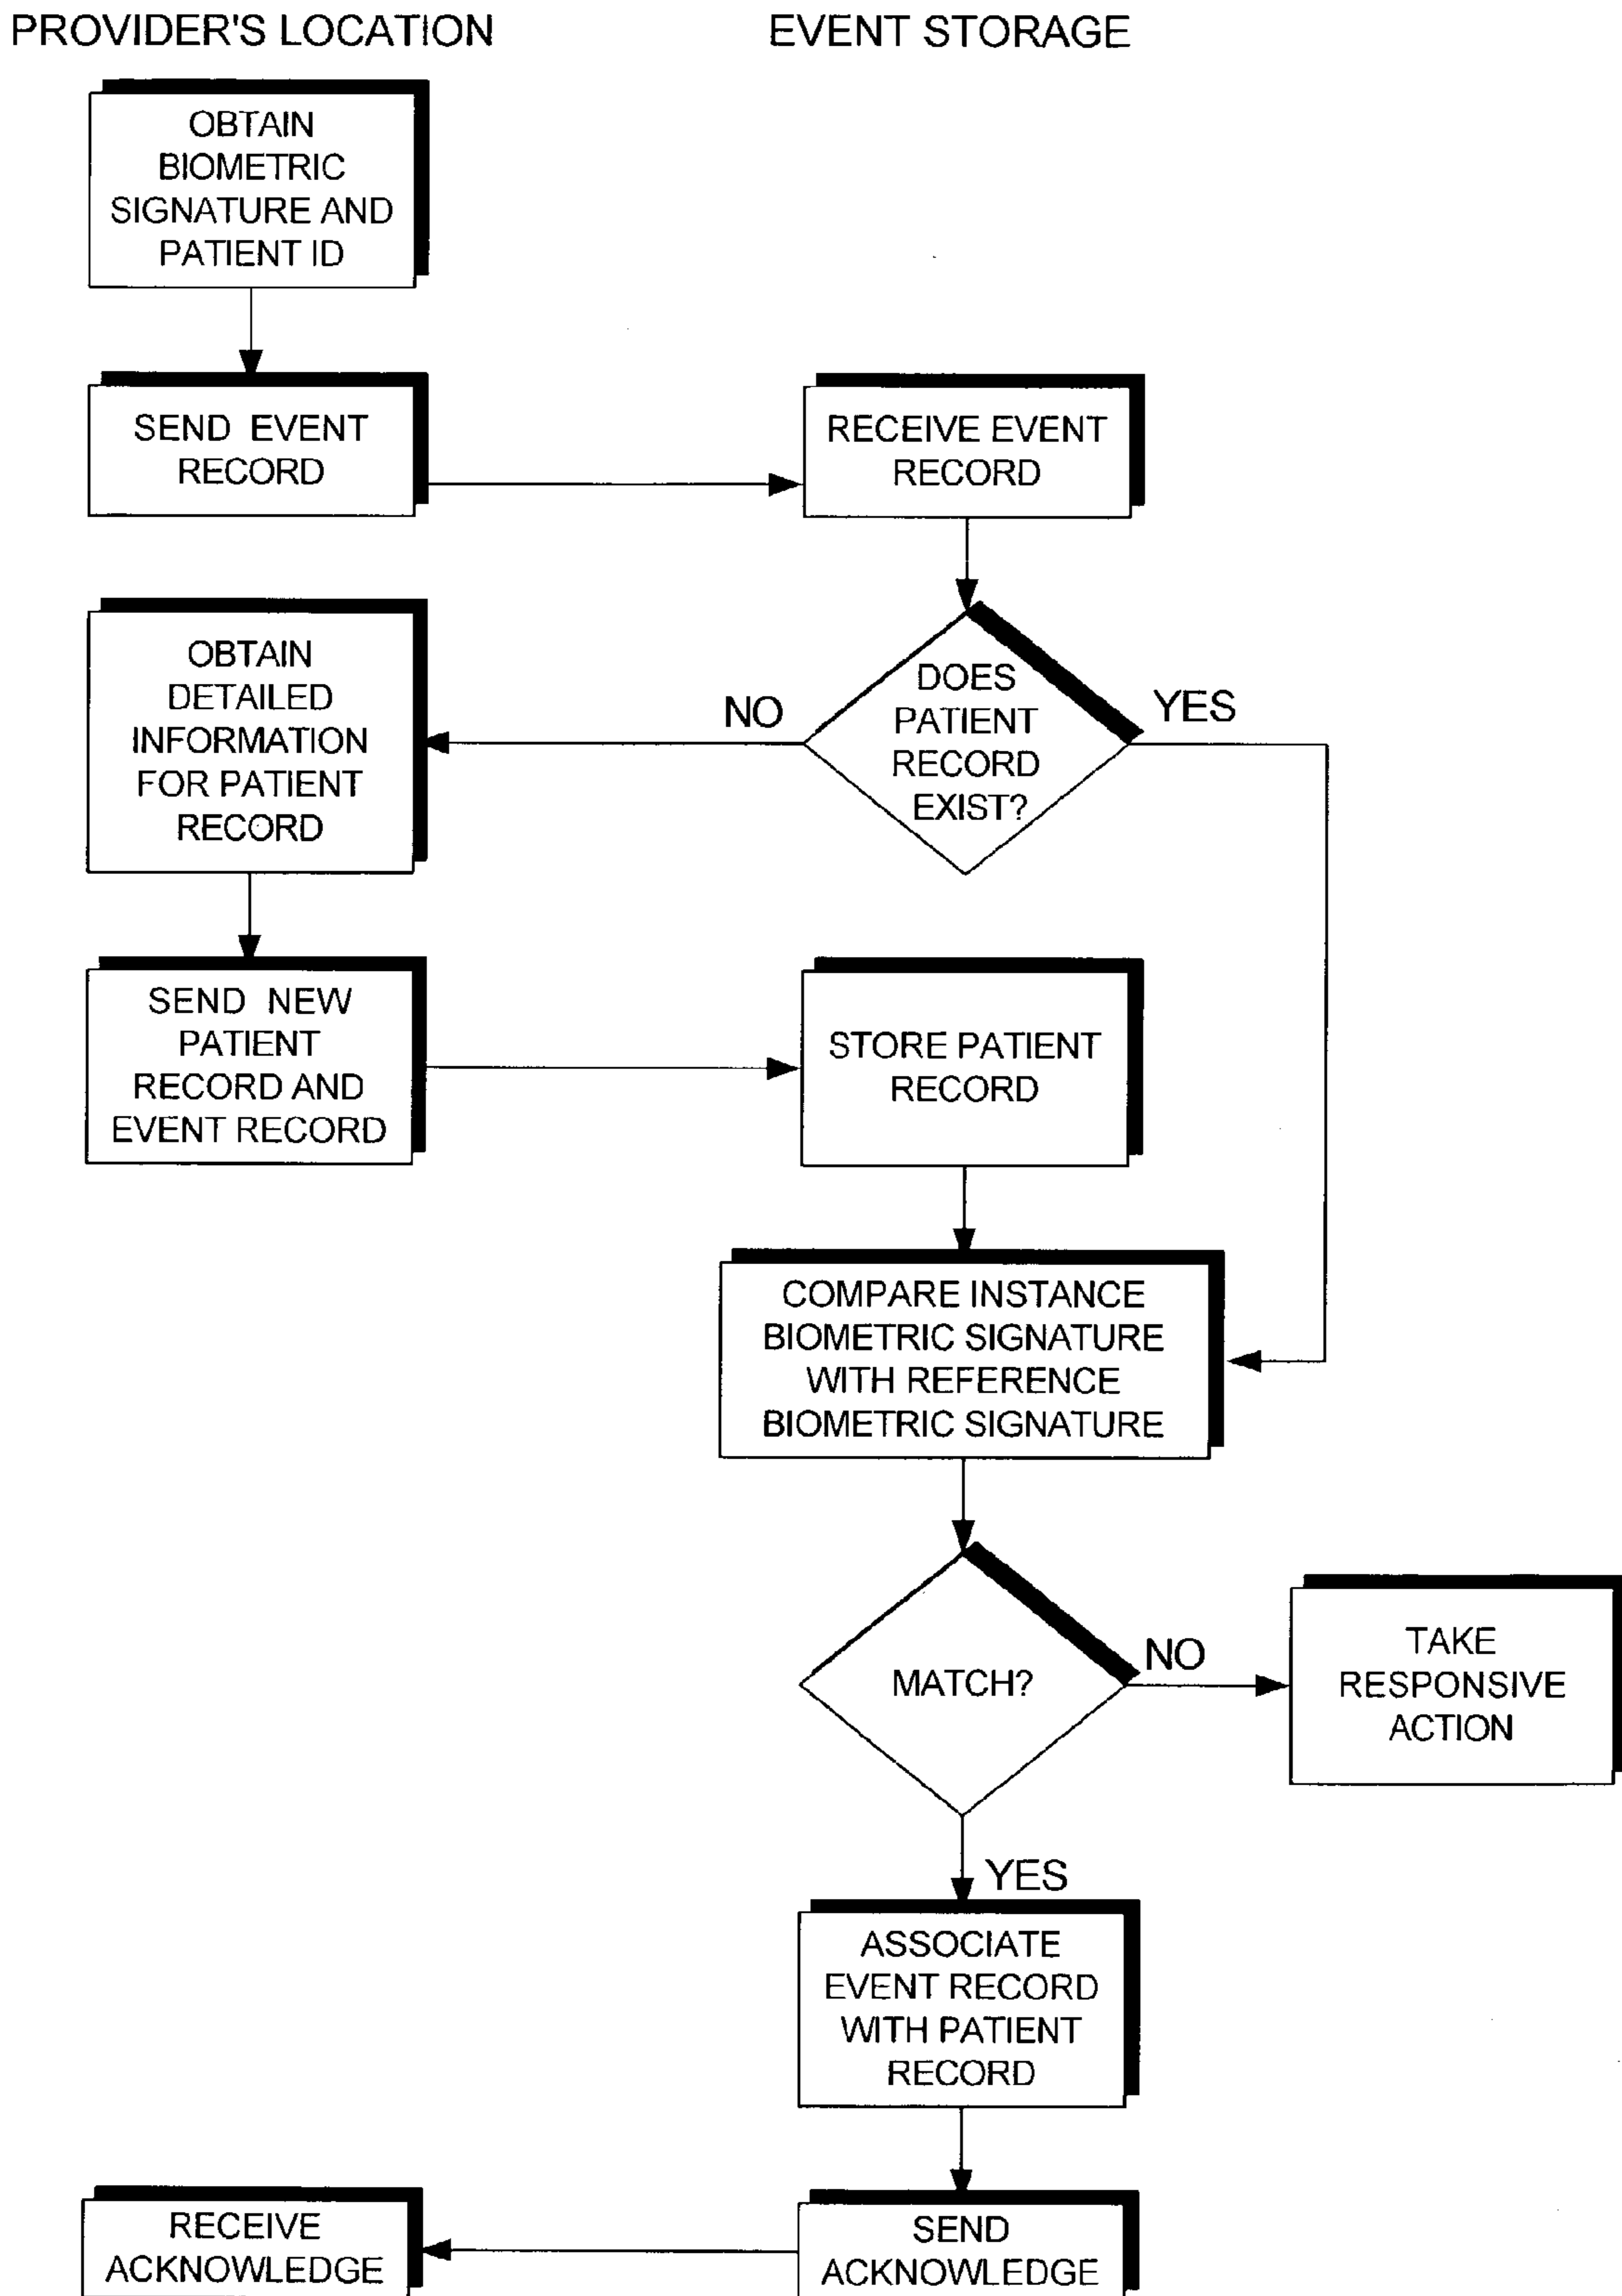 PROVIDER'S LOCATION
EVENT STORAGE
OBTAIN
BIOMETRIC
SIGNATURE AND
PATIENT ID
SEND EVENT
RECORD
RECEIVE EVENT
RECORD
DOES
PATIENT
RECORD
EXIST?
NO
YES
OBTAIN
DETAILED
INFORMATION
FOR PATIENT
RECORD
SEND NEW
PATIENT
RECORD AND
EVENT RECORD
STORE PATIENT
RECORD
COMPARE INSTANCE
BIOMETRIC SIGNATURE
WITH REFERENCE
BIOMETRIC SIGNATURE
MATCH?
NO
TAKE
RESPONSIVE
ACTION
YES
ASSOCIATE
EVENT RECORD
WITH PATIENT
RECORD
SEND
ACKNOWLEDGE
RECEIVE
ACKNOWLEDGE